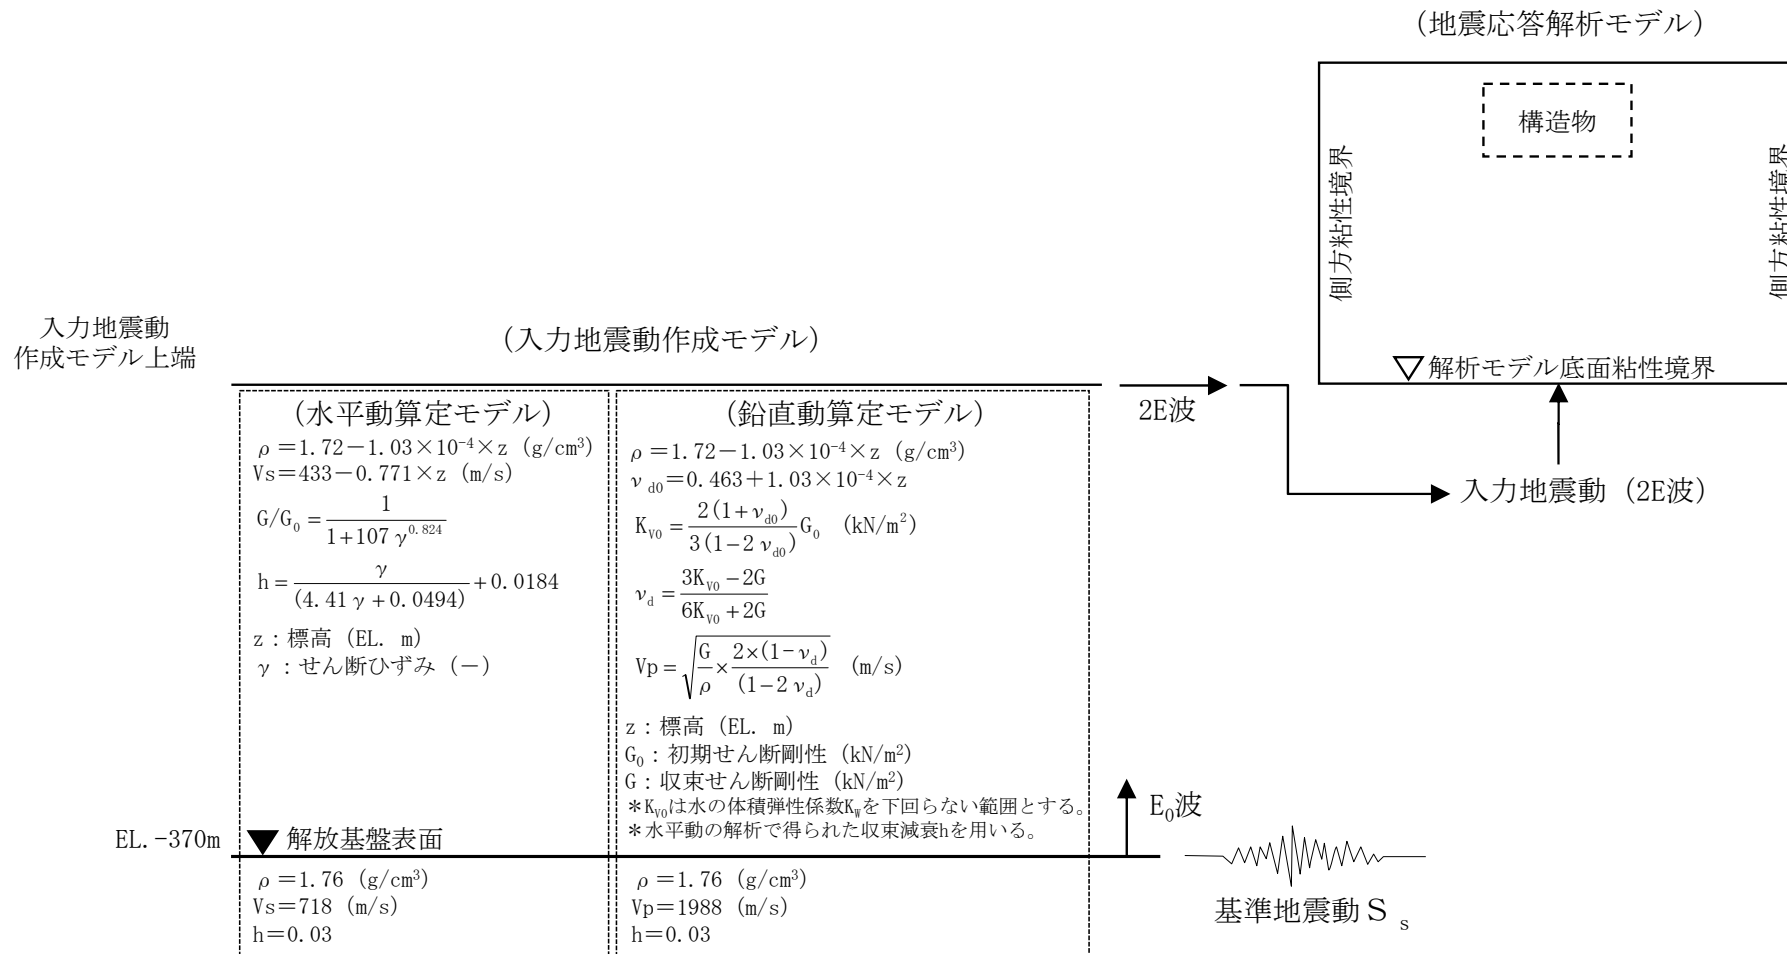 （地震応答解析モデル）
構造物
側方粘性境界
側方粘性境界
▽解析モデル底面粘性境界
入力地震動
作成モデル上端
（入力地震動作成モデル）
2E波
入力地震動（2E波）
（水平動算定モデル）
ρ＝1.72－1.03×10⁻⁴×z（g/cm³）
Vs＝433－0.771×z（m/s）
G/G₀＝1/(1+107γ^0.824)
h＝γ/(4.41γ+0.0494)+0.0184
z：標高（EL. m）
γ：せん断ひずみ（－）
（鉛直動算定モデル）
ρ＝1.72－1.03×10⁻⁴×z（g/cm³）
ν_d0＝0.463＋1.03×10⁻⁴×z
K_V0＝2(1+ν_d0)/3(1-2ν_d0) G₀（kN/m²）
ν_d＝(3K_V0－2G)/(6K_V0＋2G)
Vp＝√(G/ρ×2×(1-ν_d)/(1-2ν_d))（m/s）
z：標高（EL. m）
G₀：初期せん断剛性（kN/m²）
G：収束せん断剛性（kN/m²）
＊K_V0は水の体積弾性係数K_Wを下回らない範囲とする。
＊水平動の解析で得られた収束減衰hを用いる。
E₀波
EL.-370m
▼解放基盤表面
ρ＝1.76（g/cm³）
Vs＝718（m/s）
h＝0.03
ρ＝1.76（g/cm³）
Vp＝1988（m/s）
h＝0.03
基準地震動Ｓs